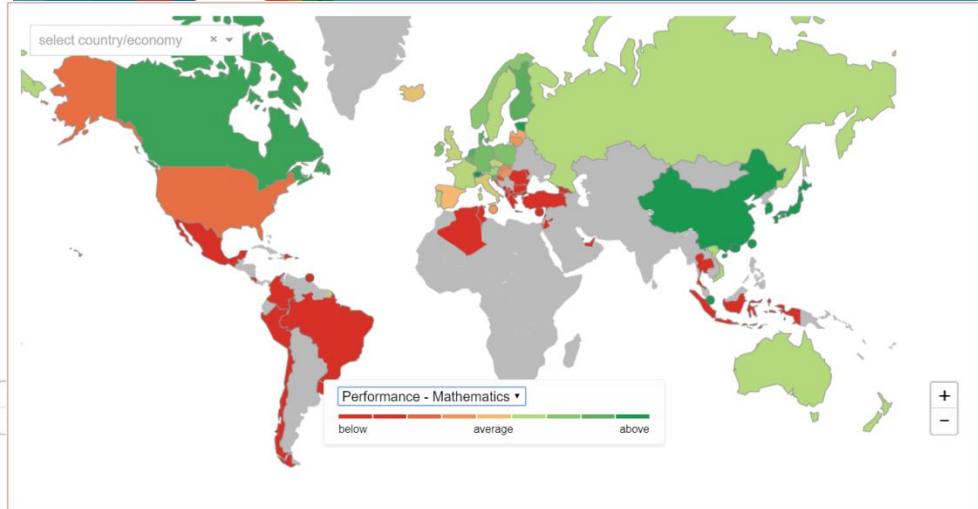 select country/economy × ▾
Performance - Mathematics ▾
below average above
+
−